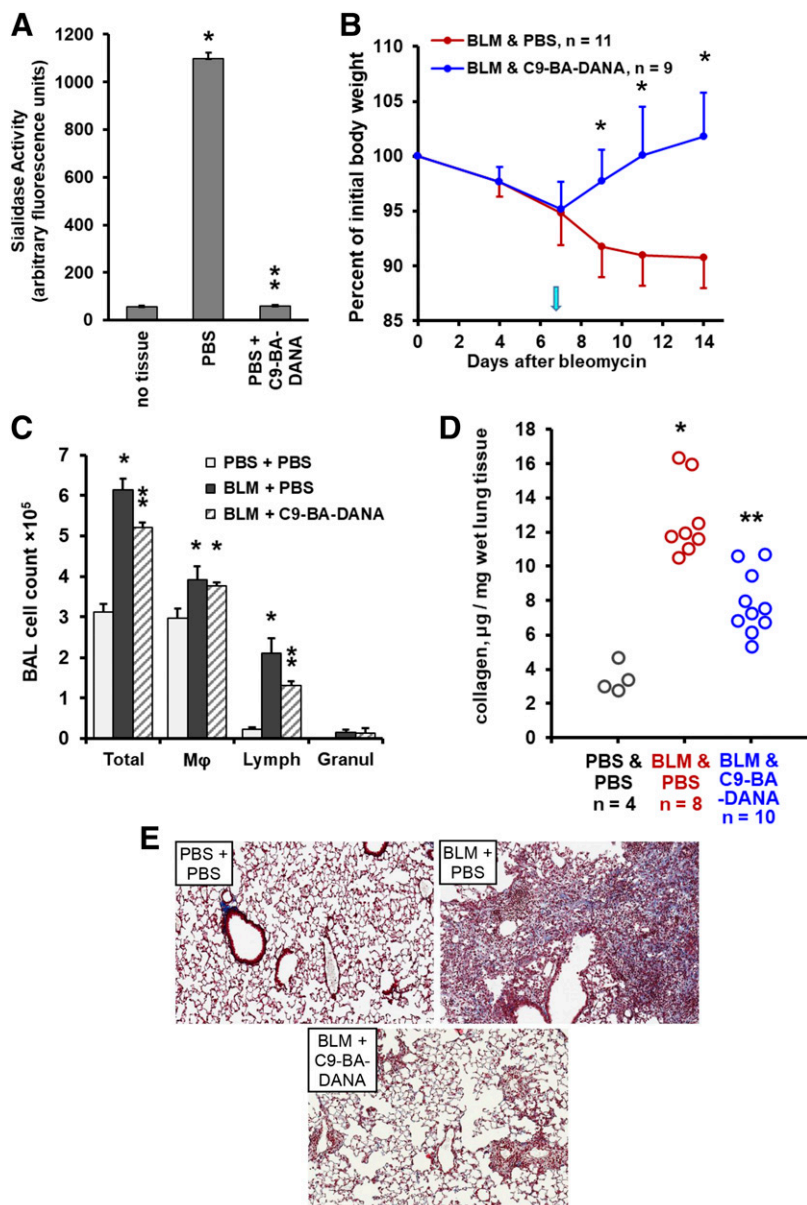 A
Sialidase Activity
(arbitrary fluorescence units)
1200
1000
800
600
400
200
0
*
**
no tissue
PBS
PBS +
C9-BA-
DANA
B
Percent of initial body weight
110
105
100
95
90
85
BLM & PBS, n = 11
BLM & C9-BA-DANA, n = 9
*
*
*
0 2 4 6 8 10 12 14
Days after bleomycin
C
BAL cell count ×10⁵
7
6
5
4
3
2
1
0
PBS + PBS
BLM + PBS
BLM + C9-BA-DANA
*
**
* *
*
**
Total Mφ Lymph Granul
D
collagen, µg / mg wet lung tissue
18
16
14
12
10
8
6
4
2
0
*
**
PBS &
PBS
n = 4
BLM &
PBS
n = 8
BLM &
C9-BA
-DANA
n = 10
E
PBS +
PBS
BLM +
PBS
BLM +
C9-BA-
DANA